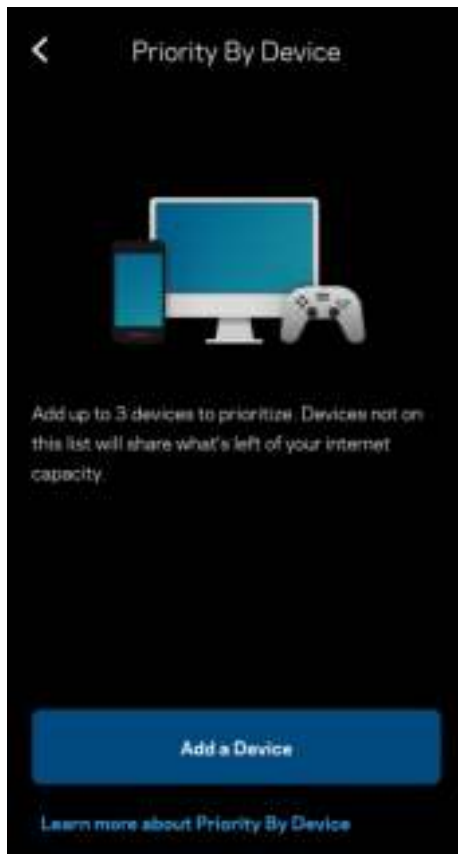 Priority By Device
Add up to 3 devices to prioritize. Devices not on
this list will share what's left of your internet
capacity.
Add a Device
Learn more about Priority By Device